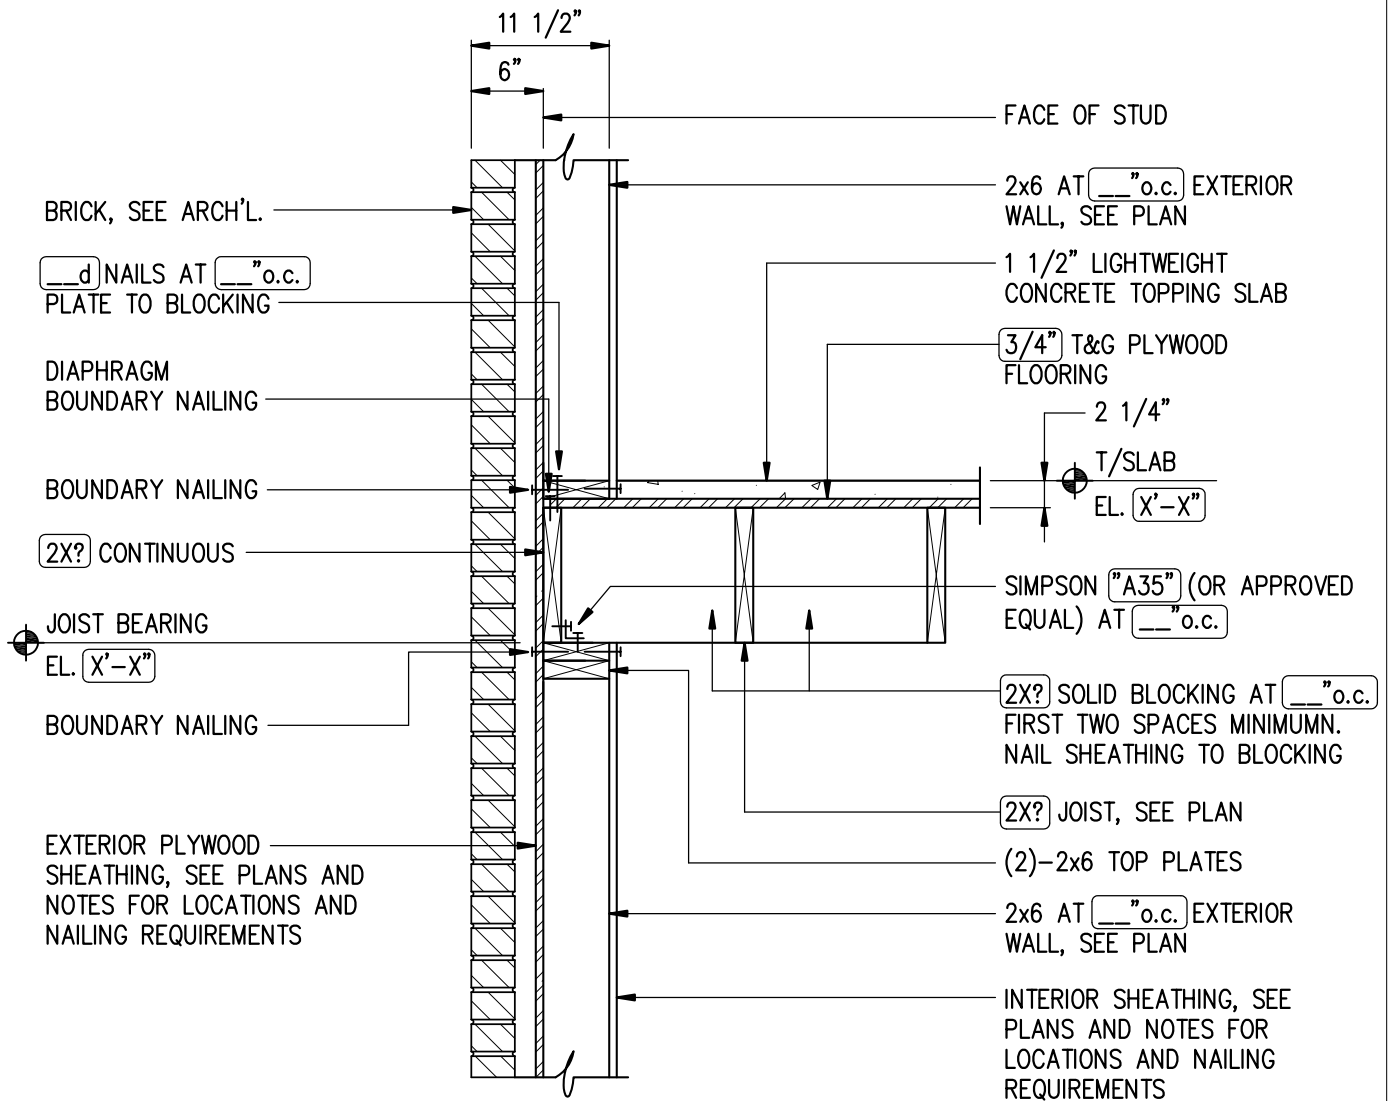 11 1/2"
6"
FACE OF STUD
2x6 AT __"o.c. EXTERIOR
WALL, SEE PLAN
BRICK, SEE ARCH'L.
__d NAILS AT __"o.c.
PLATE TO BLOCKING
1 1/2" LIGHTWEIGHT
CONCRETE TOPPING SLAB
3/4" T&G PLYWOOD
FLOORING
DIAPHRAGM
BOUNDARY NAILING
2 1/4"
T/SLAB
EL. X'-X"
BOUNDARY NAILING
2X? CONTINUOUS
SIMPSON "A35" (OR APPROVED
EQUAL) AT __"o.c.
JOIST BEARING
EL. X'-X"
BOUNDARY NAILING
2X? SOLID BLOCKING AT __"o.c.
FIRST TWO SPACES MINIMUMN.
NAIL SHEATHING TO BLOCKING
2X? JOIST, SEE PLAN
(2)-2x6 TOP PLATES
EXTERIOR PLYWOOD
SHEATHING, SEE PLANS AND
NOTES FOR LOCATIONS AND
NAILING REQUIREMENTS
2x6 AT __"o.c. EXTERIOR
WALL, SEE PLAN
INTERIOR SHEATHING, SEE
PLANS AND NOTES FOR
LOCATIONS AND NAILING
REQUIREMENTS